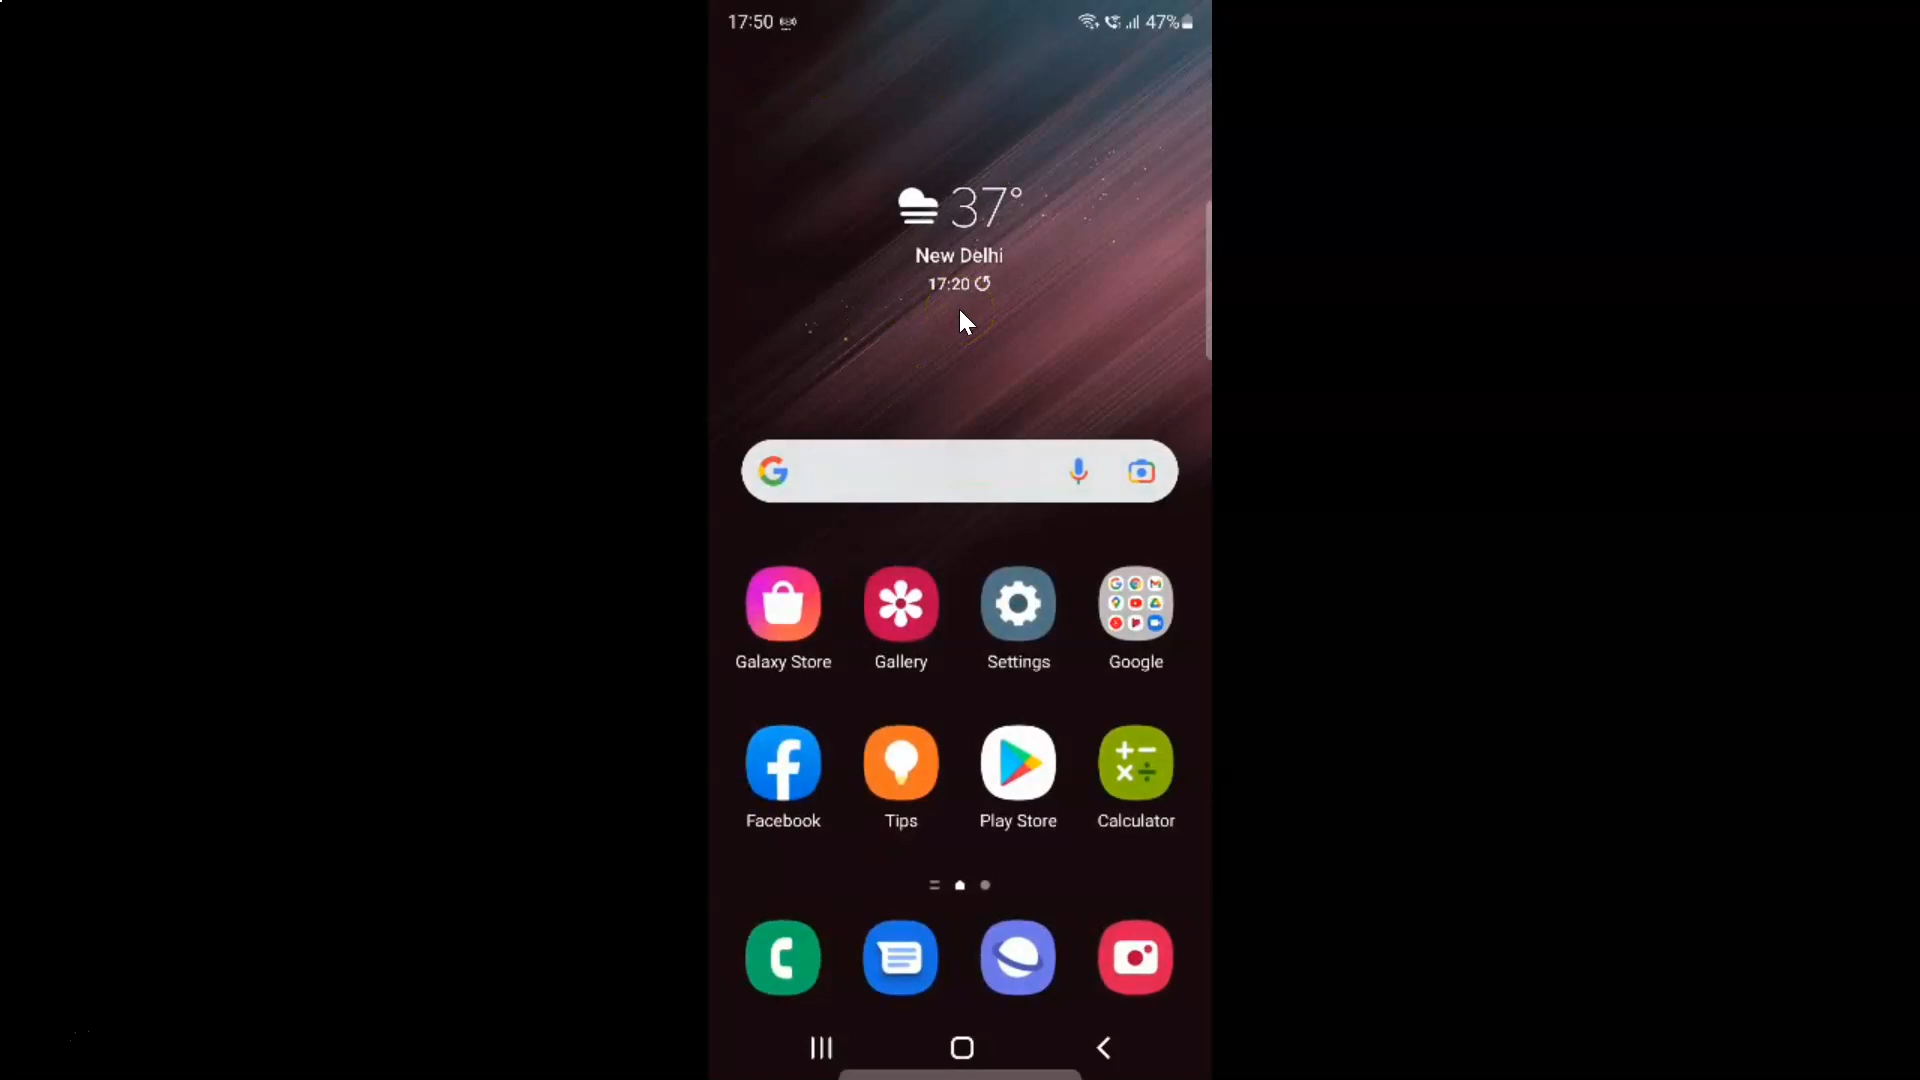 17:50
47%
37°
New Delhi
17:20
Galaxy Store
Gallery
Settings
Google
Facebook
Tips
Play Store
Calculator